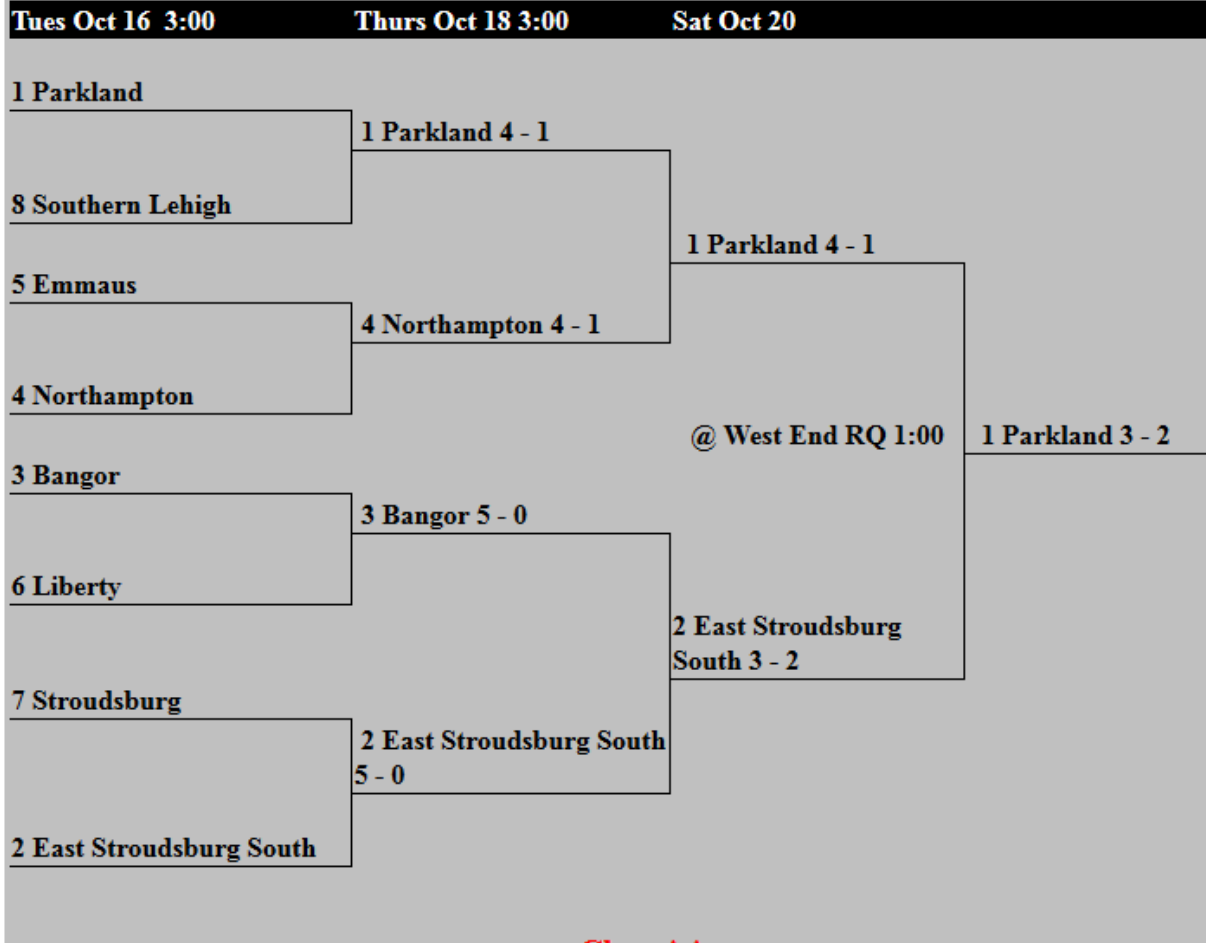 Tues Oct 16 3:00 Thurs Oct 18 3:00 Sat Oct 20
1 Parkland
1 Parkland 4 - 1
8 Southern Lehigh
1 Parkland 4 - 1
5 Emmaus
4 Northampton 4 - 1
4 Northampton
@ West End RQ 1:00
1 Parkland 3 - 2
3 Bangor
3 Bangor 5 - 0
6 Liberty
2 East Stroudsburg
South 3 - 2
7 Stroudsburg
2 East Stroudsburg South
5 - 0
2 East Stroudsburg South